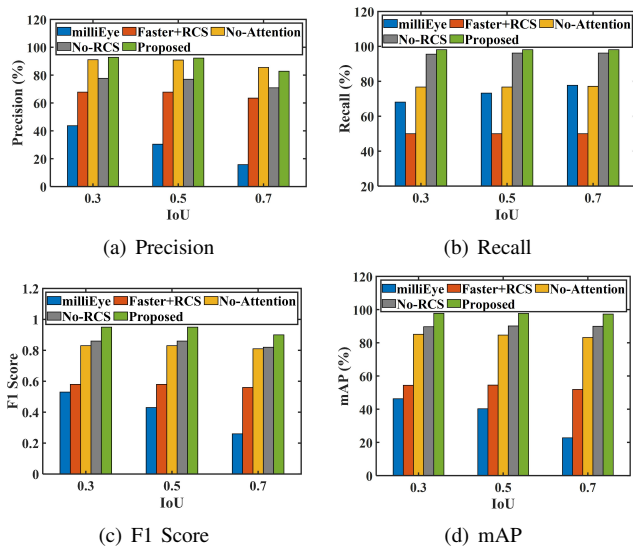 milliEye Faster+RCS No-Attention
No-RCS Proposed
Precision (%)
120
100
80
60
40
20
0
0.3 0.5 0.7
IoU
(a) Precision
milliEye Faster+RCS No-Attention
No-RCS Proposed
Recall (%)
120
100
80
60
40
20
0.3 0.5 0.7
IoU
(b) Recall
milliEye Faster+RCS No-Attention
No-RCS Proposed
F1 Score
1.2
1
0.8
0.6
0.4
0.2
0
0.3 0.5 0.7
IoU
(c) F1 Score
milliEye Faster+RCS No-Attention
No-RCS Proposed
mAP (%)
120
100
80
60
40
20
0
0.3 0.5 0.7
IoU
(d) mAP